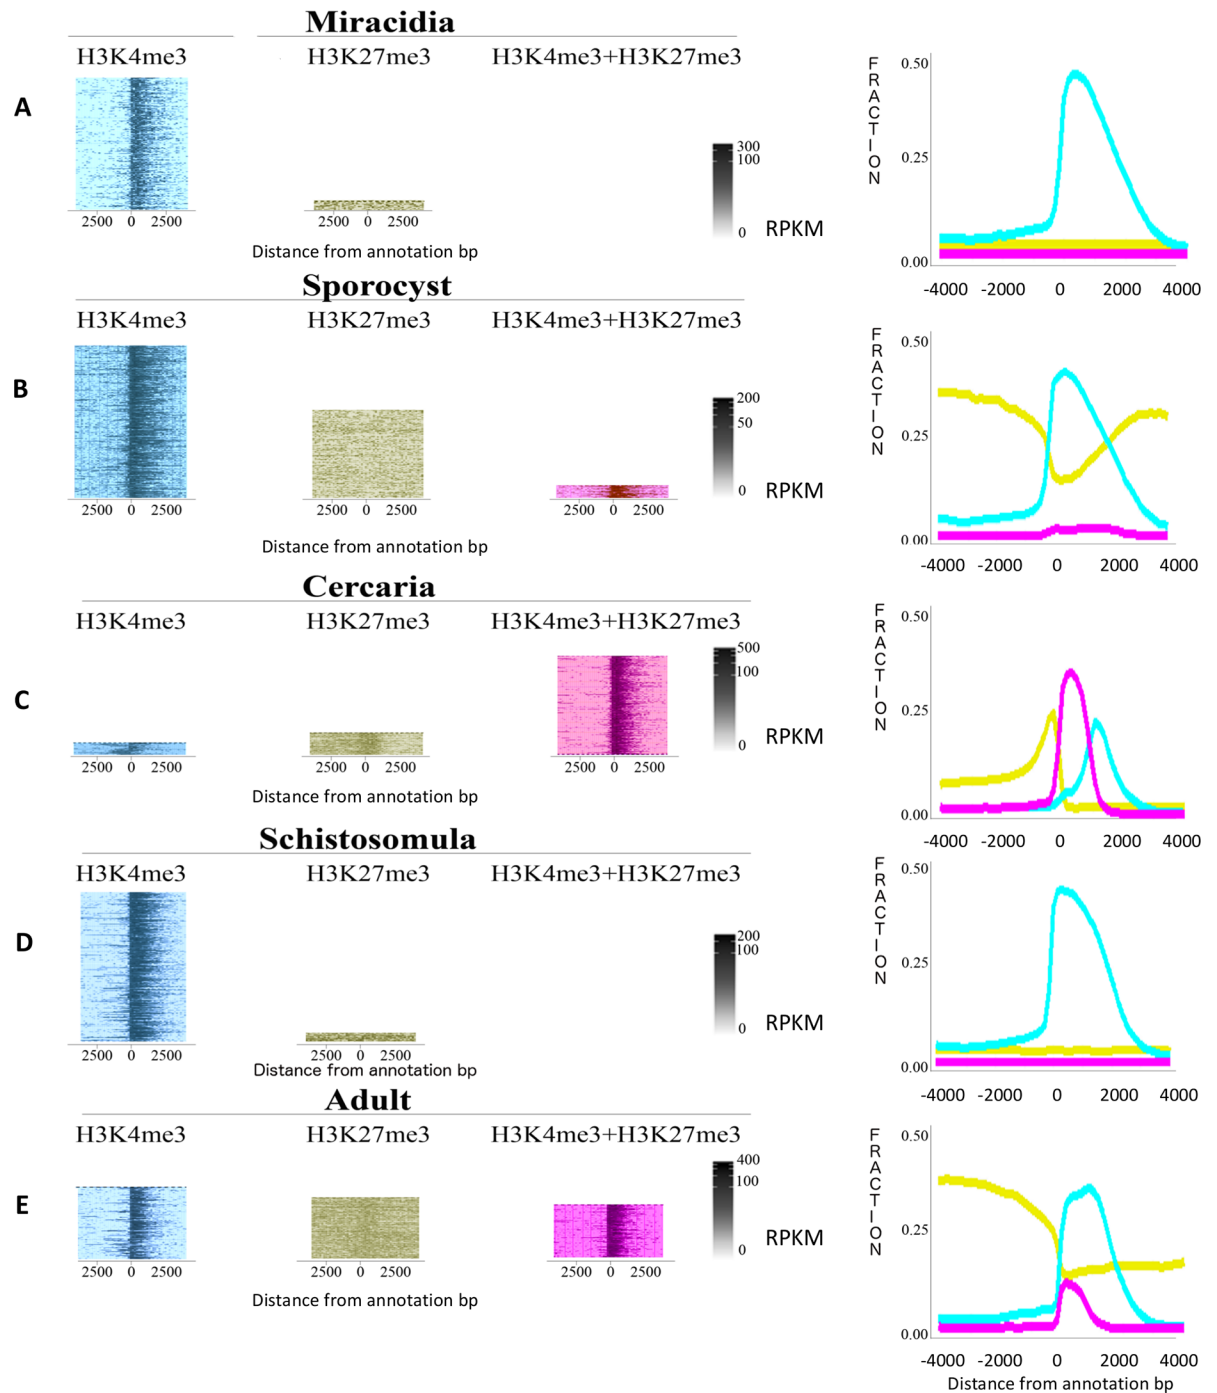 Miracidia
H3K4me3 H3K27me3 H3K4me3+H3K27me3
A
300
100
0 RPKM
2500 0 2500
2500 0 2500
Distance from annotation bp
FRACTION
0.50
0.25
0.00
-4000 -2000 0 2000 4000
Sporocyst
H3K4me3 H3K27me3 H3K4me3+H3K27me3
B
200
50
0 RPKM
2500 0 2500
2500 0 2500
2500 0 2500
Distance from annotation bp
FRACTION
0.50
0.25
0.00
-4000 -2000 0 2000 4000
Cercaria
H3K4me3 H3K27me3 H3K4me3+H3K27me3
C
500
100
0 RPKM
2500 0 2500
2500 0 2500
2500 0 2500
Distance from annotation bp
FRACTION
0.50
0.25
0.00
-4000 -2000 0 2000 4000
Schistosomula
H3K4me3 H3K27me3 H3K4me3+H3K27me3
D
200
100
0 RPKM
2500 0 2500
2500 0 2500
Distance from annotation bp
FRACTION
0.50
0.25
0.00
-4000 -2000 0 2000 4000
Adult
H3K4me3 H3K27me3 H3K4me3+H3K27me3
E
400
100
0 RPKM
2500 0 2500
2500 0 2500
2500 0 2500
Distance from annotation bp
FRACTION
0.50
0.25
0.00
-4000 -2000 0 2000 4000
Distance from annotation bp